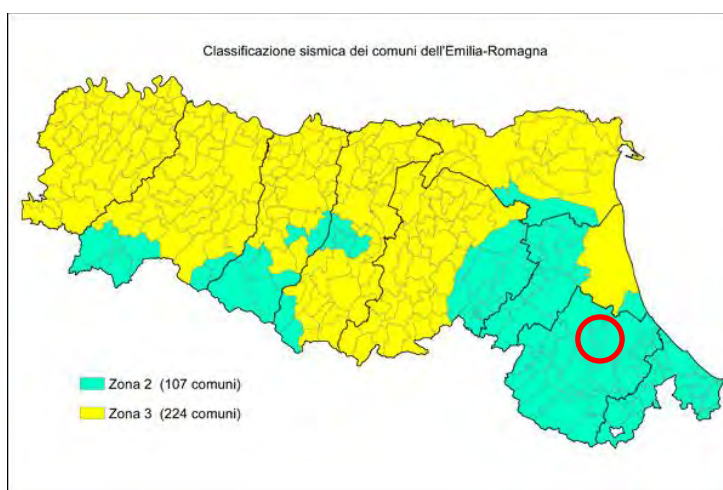 Classificazione sismica dei comuni dell'Emilia-Romagna
Zona 2 (107 comuni)
Zona 3 (224 comuni)